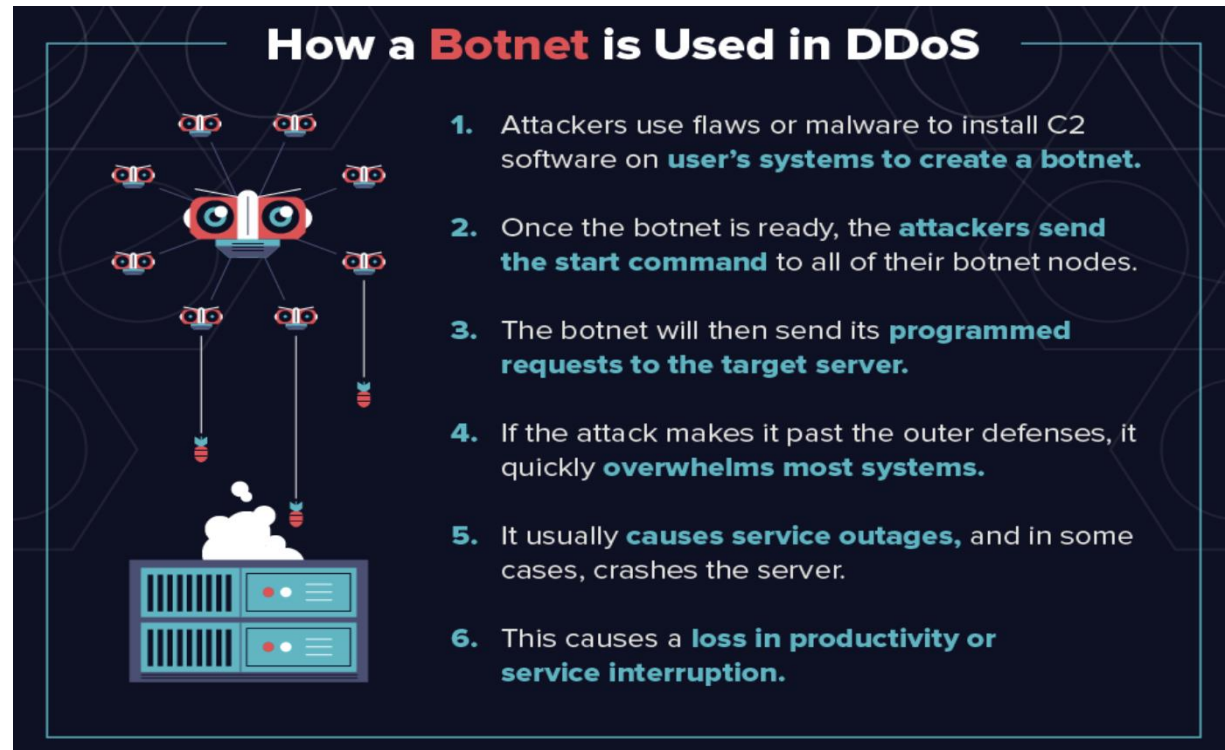 How a Botnet is Used in DDoS
1. Attackers use flaws or malware to install C2
software on user's systems to create a botnet.
2. Once the botnet is ready, the attackers send
the start command to all of their botnet nodes.
3. The botnet will then send its programmed
requests to the target server.
4. If the attack makes it past the outer defenses, it
quickly overwhelms most systems.
5. It usually causes service outages, and in some
cases, crashes the server.
6. This causes a loss in productivity or
service interruption.